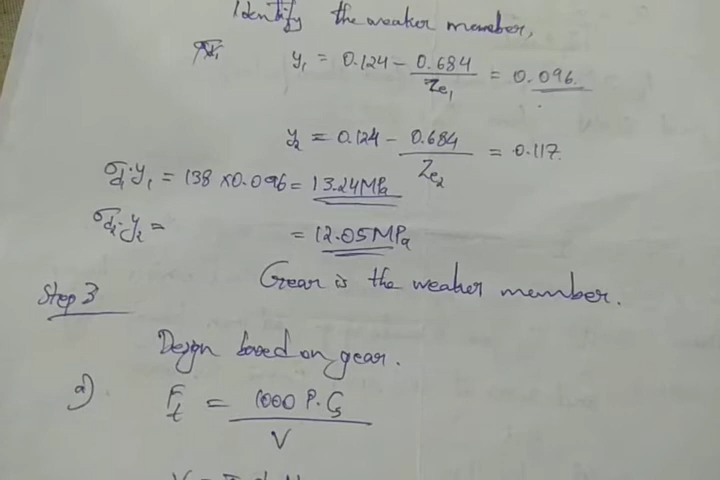 Identify the weaker member,
y₁ = 0.124 - 0.684/Ze₁ = 0.096
y₂ = 0.124 - 0.684/Ze₂ = 0.117.
σd₁.y₁ = 138 × 0.096 = 13.24MPa
σd₂.y₂ = = 12.05MPa
Gear is the weaker member.
Step 3
Design based on gear.
a) Ft = 1000 P.Cs/V